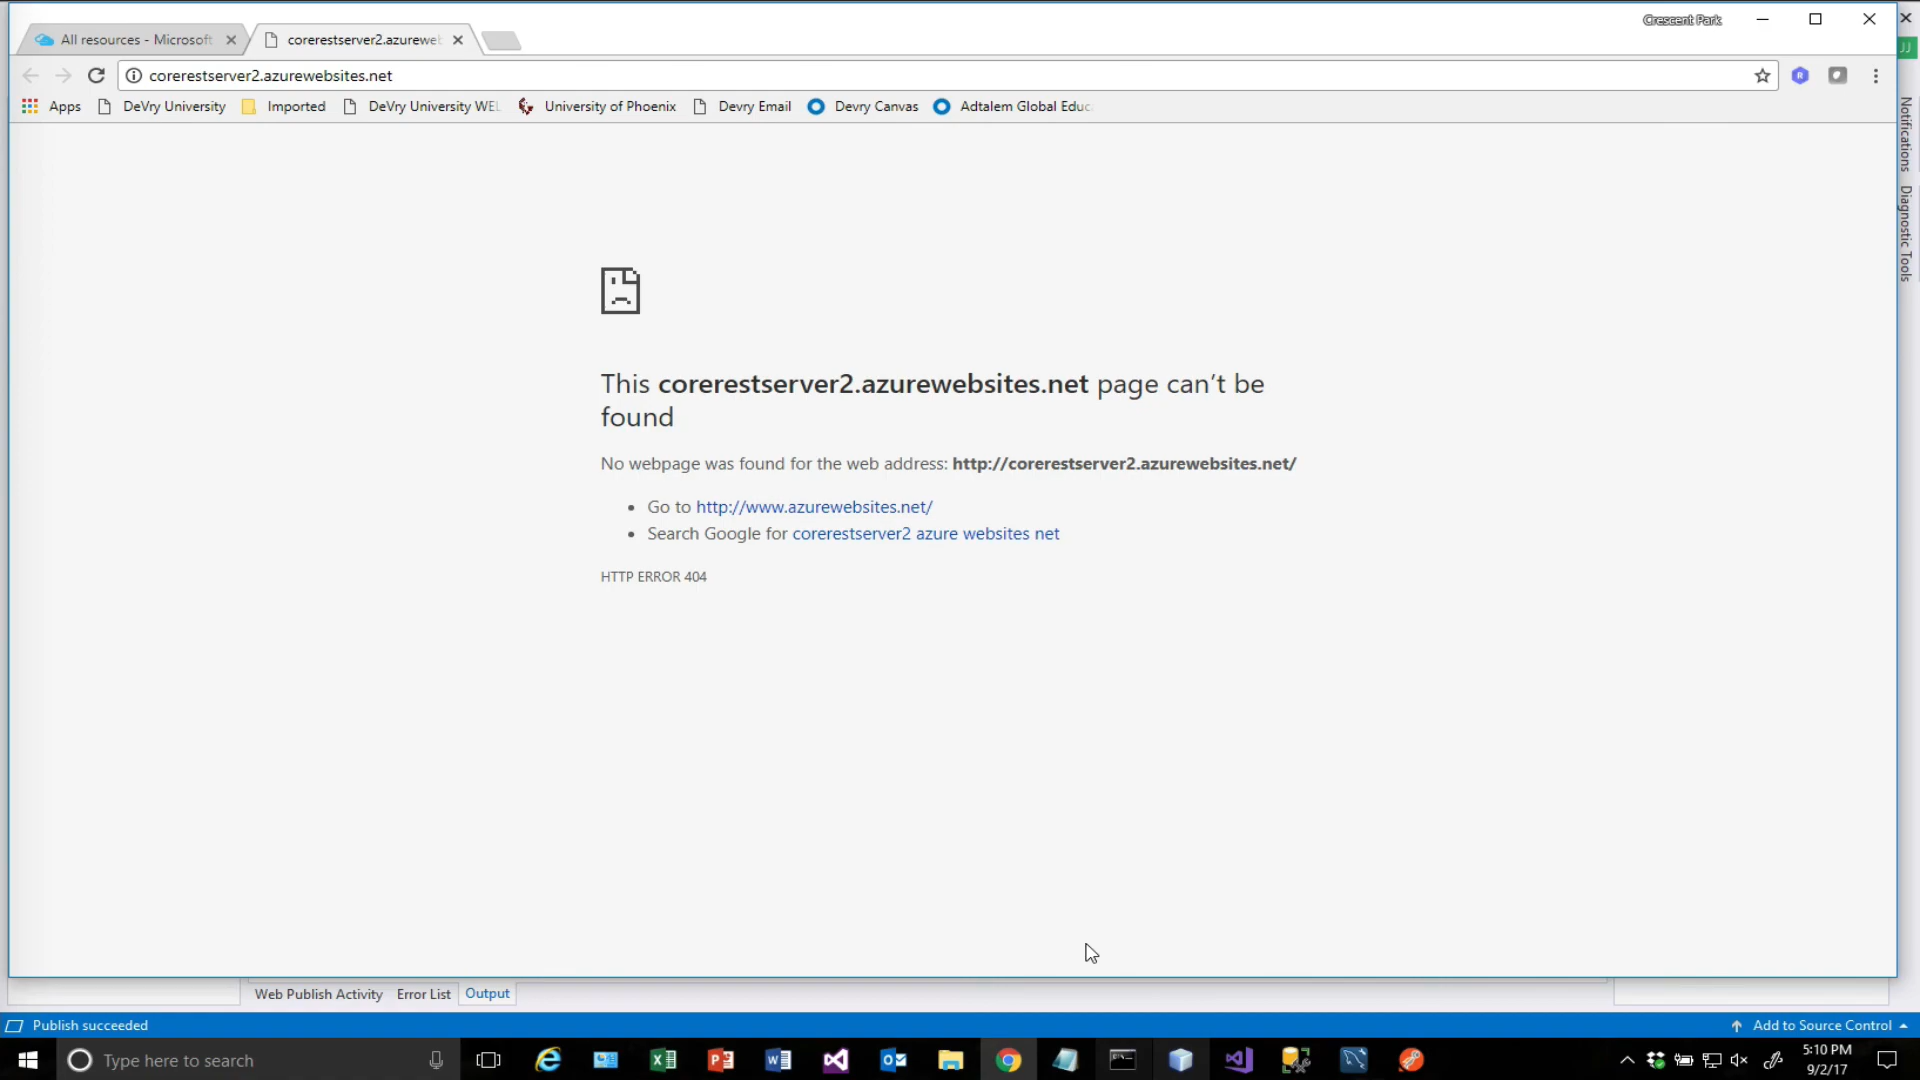 Crescent Park
All resources - Microsoft
corerestserver2.azureweb
JJ
corerestserver2.azurewebsites.net
Apps
DeVry University
Imported
DeVry University WEL
University of Phoenix
Devry Email
Devry Canvas
Adtalem Global Educ
Notifications
Diagnostic Tools
This corerestserver2.azurewebsites.net page can’t be
found
No webpage was found for the web address: http://corerestserver2.azurewebsites.net/
Go to http://www.azurewebsites.net/
Search Google for corerestserver2 azure websites net
HTTP ERROR 404
Web Publish Activity
Error List
Output
Publish succeeded
Add to Source Control
Type here to search
5:10 PM
9/2/17